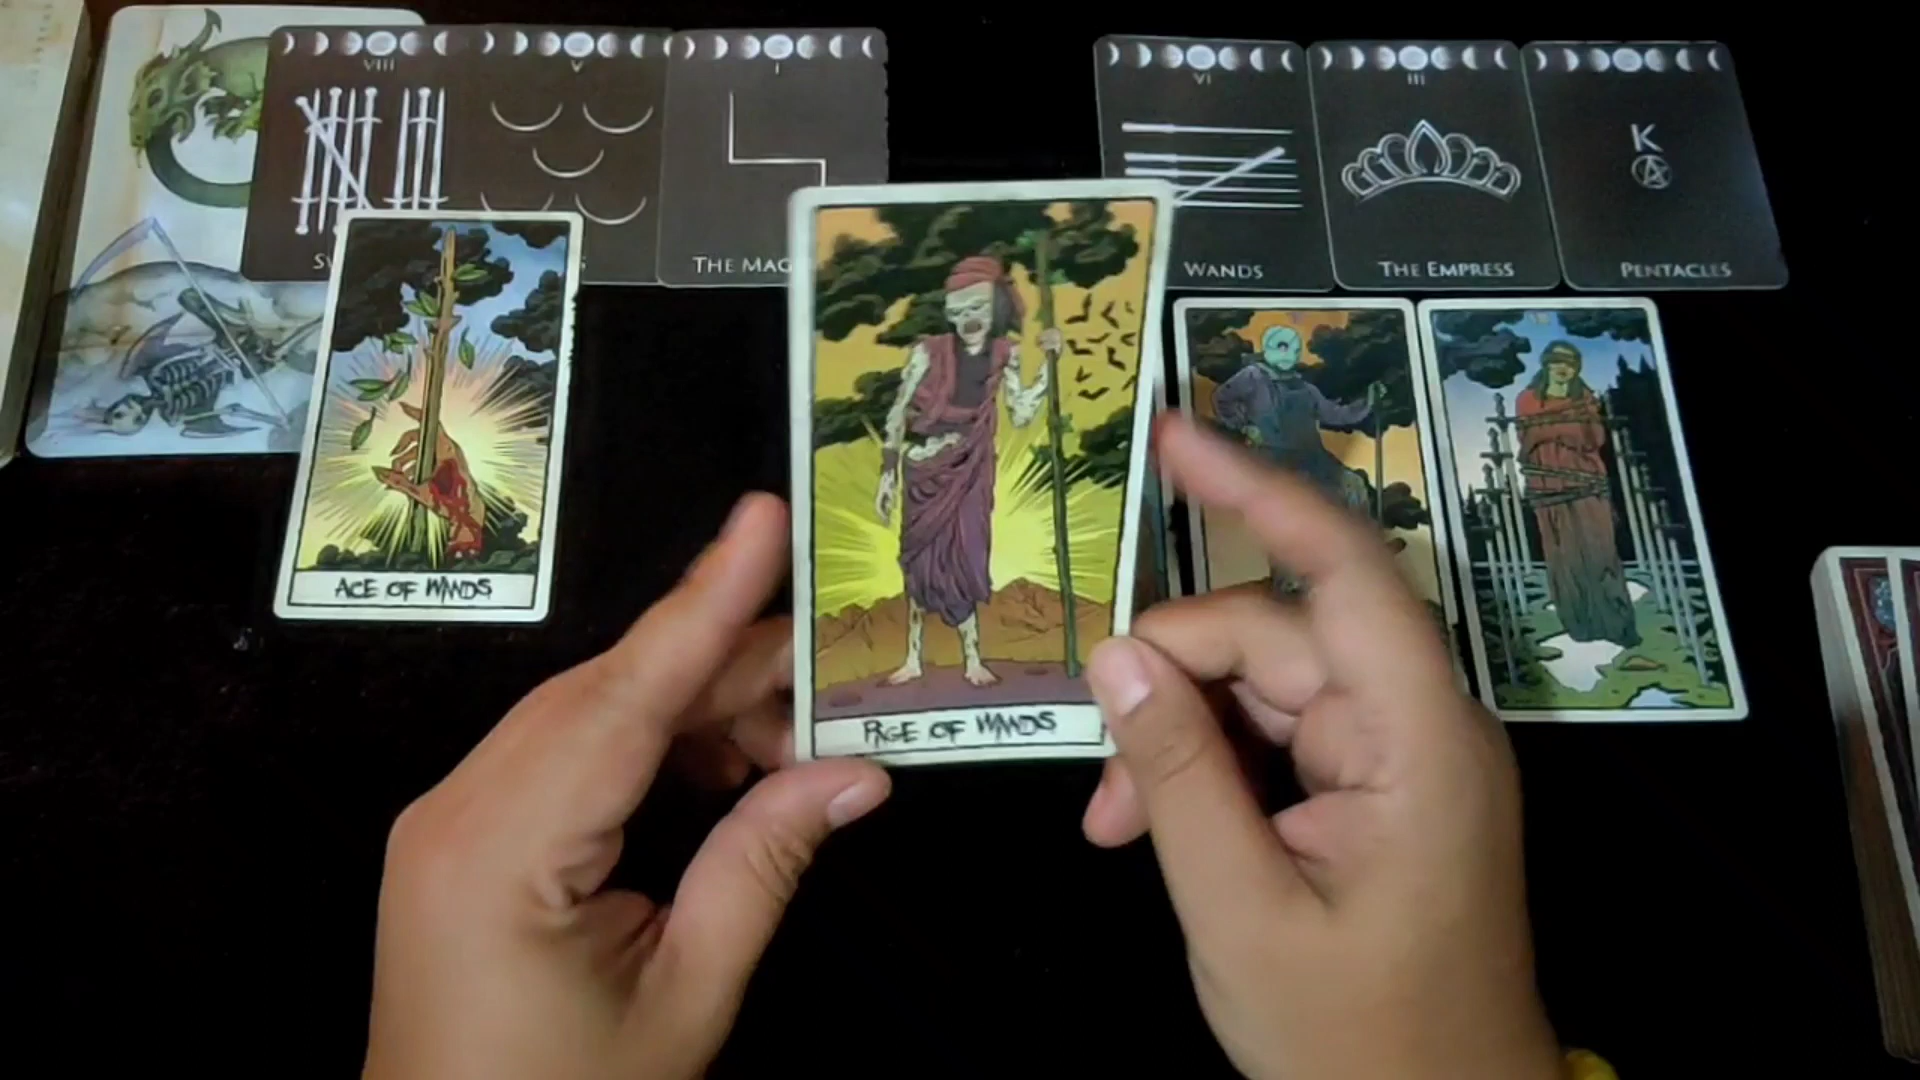 VIII
V
I
VI
III
K
THE MAG
WANDS
THE EMPRESS
PENTACLES
ACE OF WANDS
PAGE OF WANDS